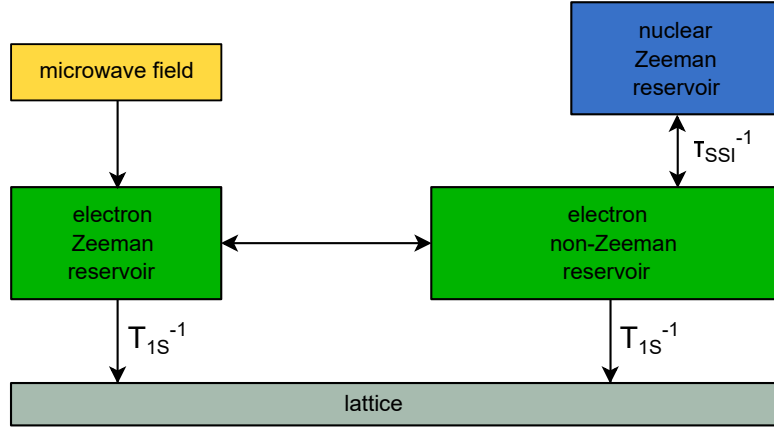 microwave field
nuclear
Zeeman
reservoir
τSSI-1
electron
Zeeman
reservoir
electron
non-Zeeman
reservoir
T1S-1
T1S-1
lattice